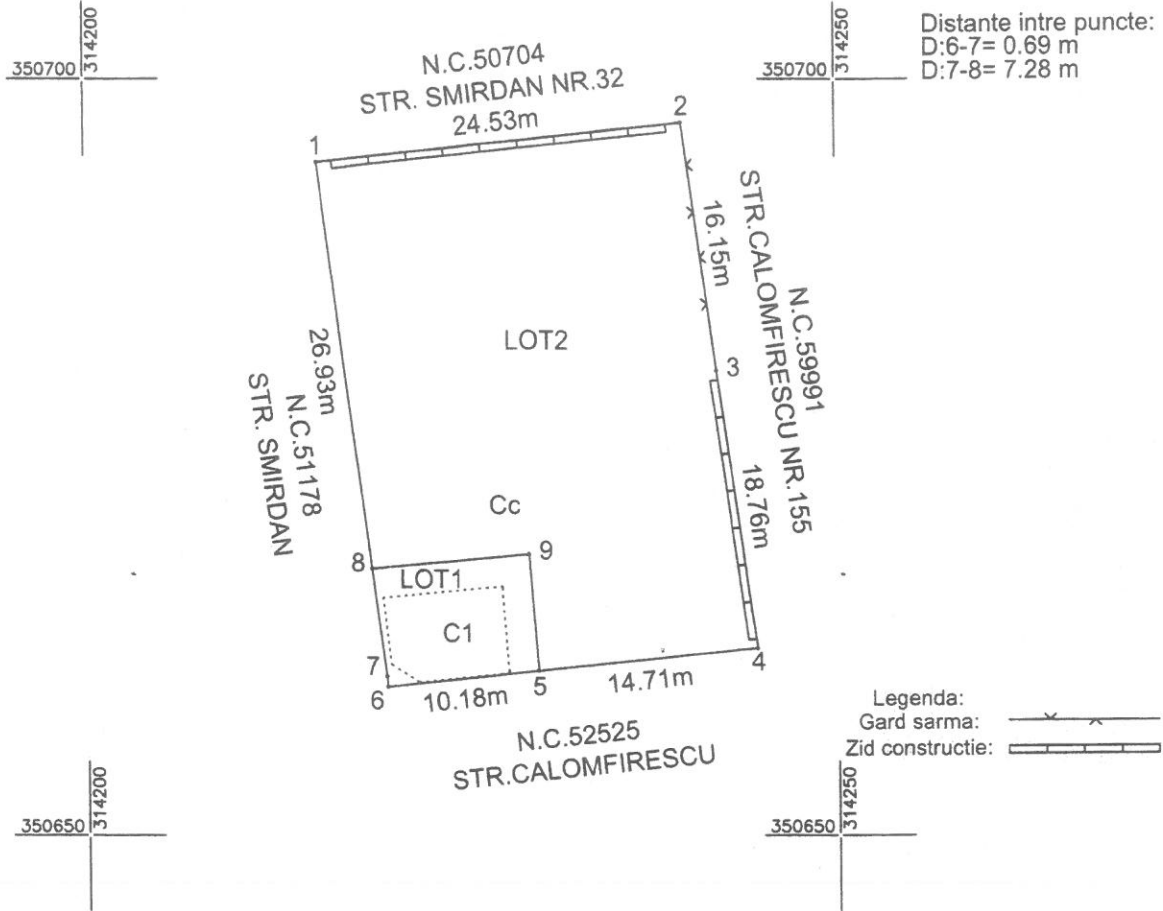 350700
314200
350700
314250
Distante intre puncte:
D:6-7= 0.69 m
D:7-8= 7.28 m
N.C.50704
STR. SMIRDAN NR.32
24.53m
1
2
16.15m
STR.CALOMFIRESCU NR.155
N.C.59991
LOT2
3
26.93m
N.C.51178
STR. SMIRDAN
18.76m
Cc
8
9
LOT1
C1
7
6
10.18m
5
14.71m
4
N.C.52525
STR.CALOMFIRESCU
Legenda:
Gard sarma:
Zid constructie:
350650
314200
350650
314250